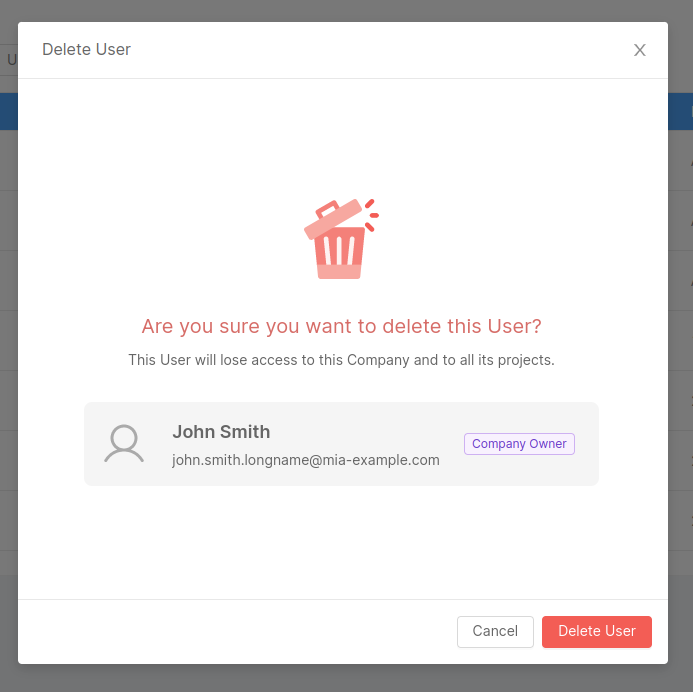 Delete User
Are you sure you want to delete this User?
This User will lose access to this Company and to all its projects.
John Smith
john.smith.longname@mia-example.com
Company Owner
Cancel
Delete User